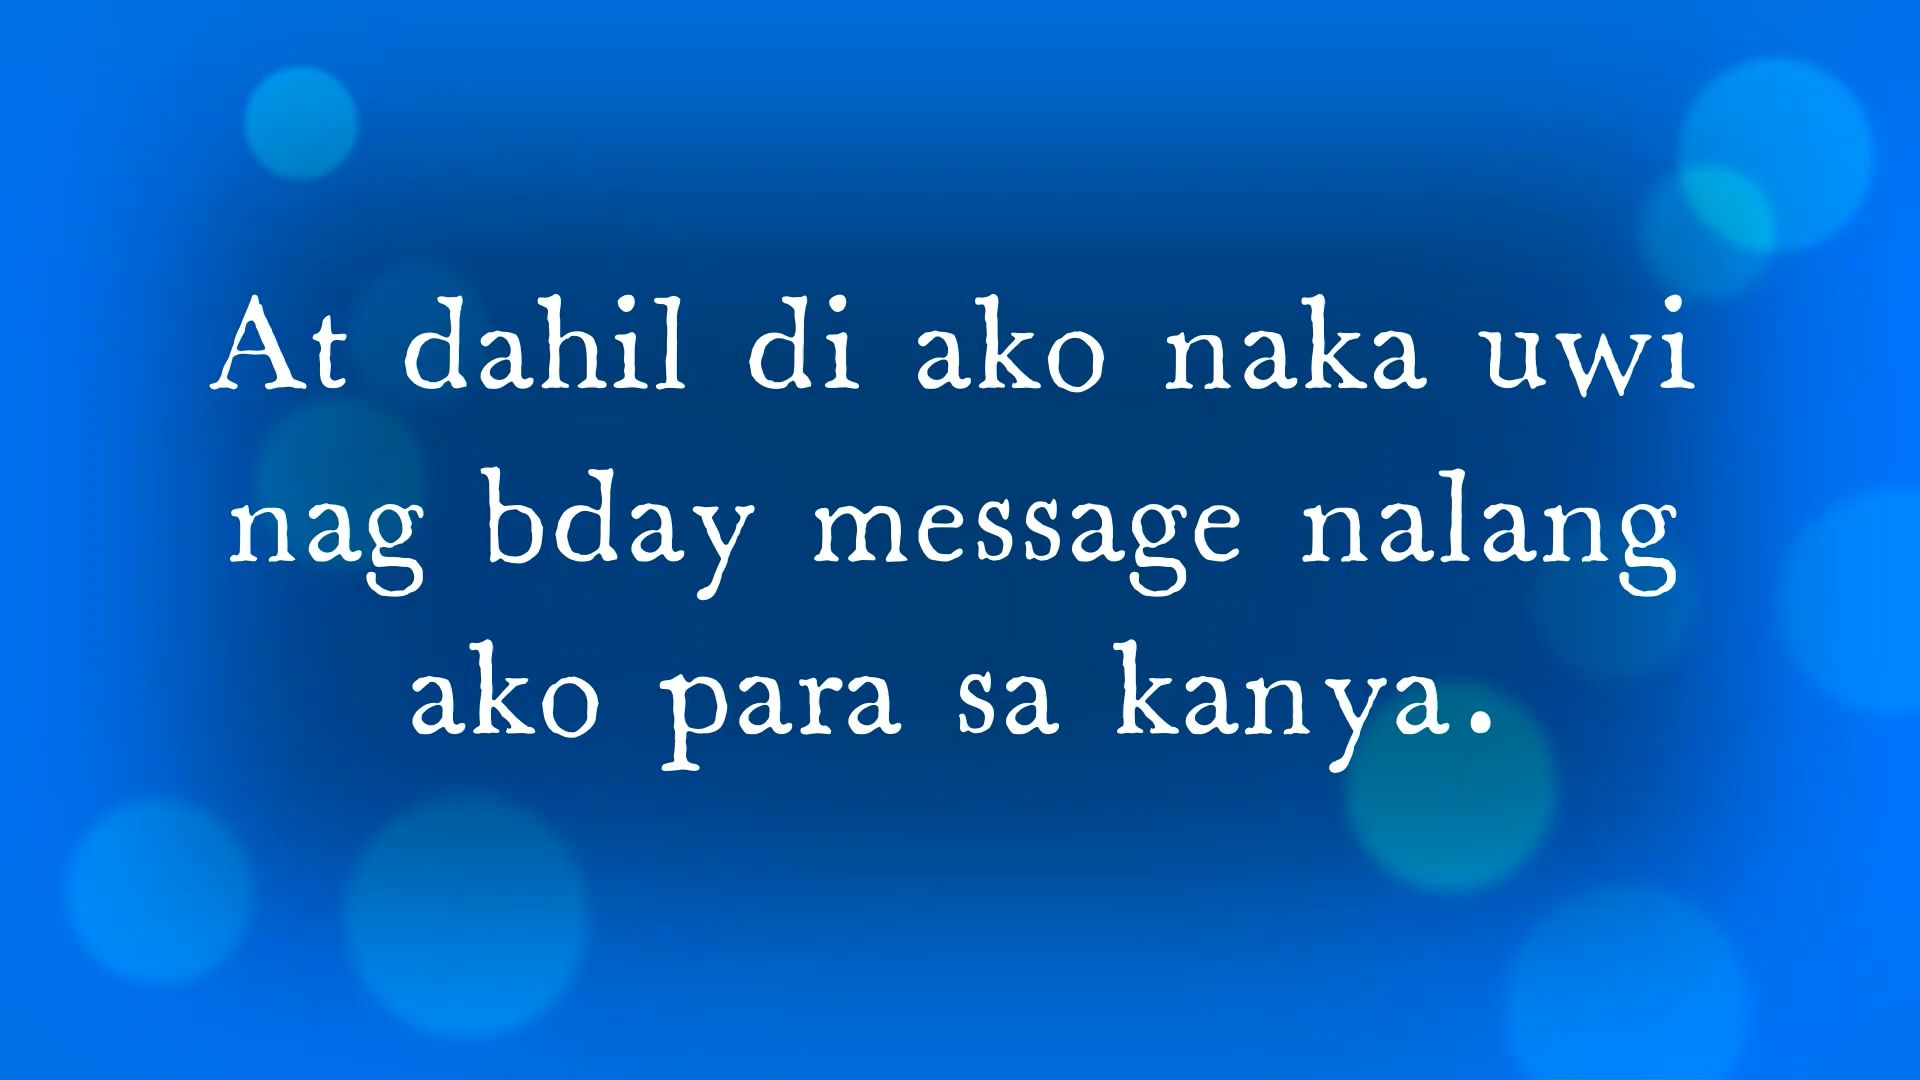 At dahil di ako naka uwi
nag bday message nalang
ako para sa kanya.